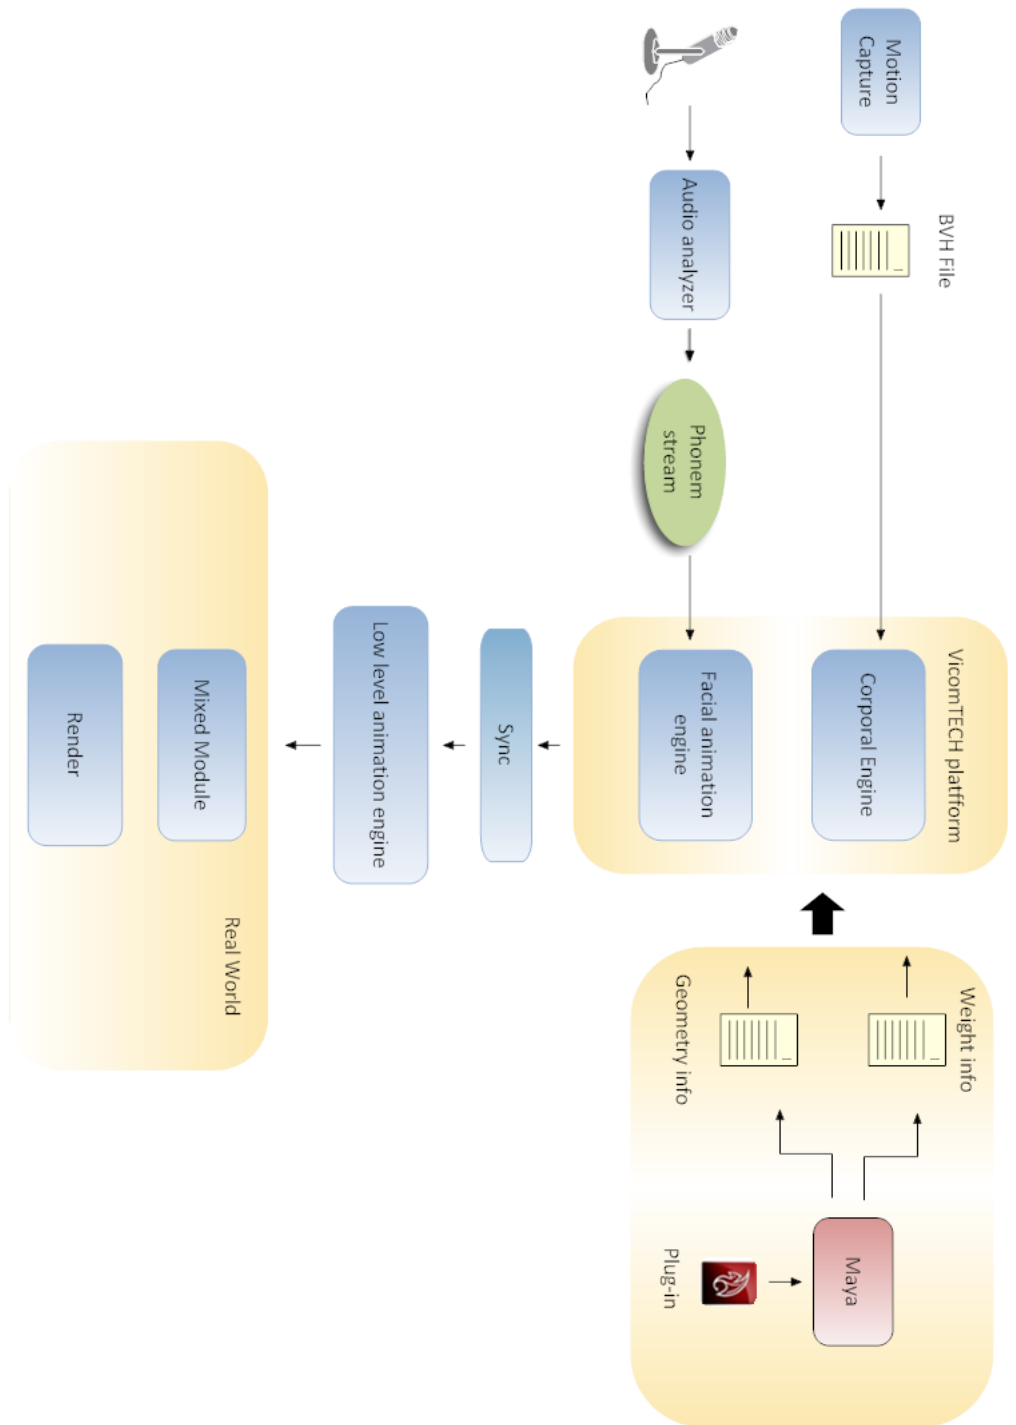 Motion
Capture
BVH File
Audio analyzer
Phonem
stream
VicomTECH platfform
Corporal Engine
Facial animation
engine
Weight info
Geometry info
Maya
Plug-in
Sync
Low level animation engine
Mixed Module
Render
Real World